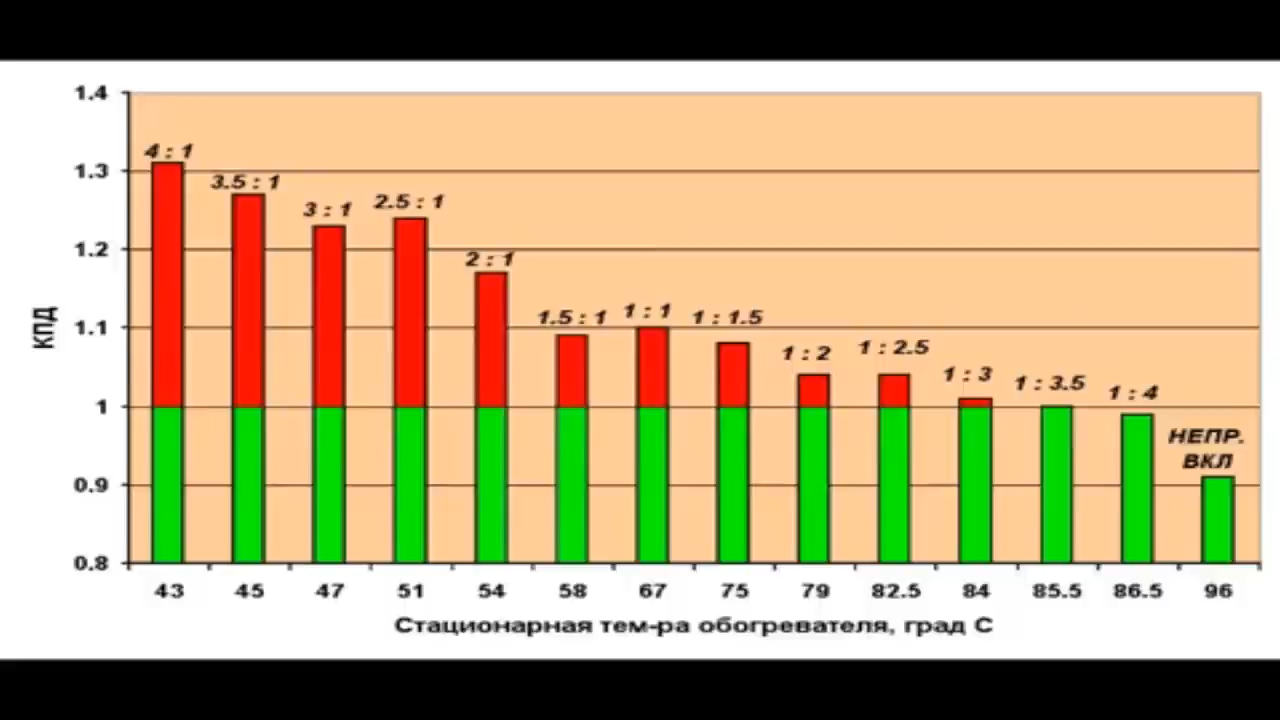 1.4
4 : 1
1.3
3.5 : 1
3 : 1
2.5 : 1
1.2
2 : 1
1.5 : 1
1 : 1
1 : 1.5
1.1
1 : 2
1 : 2.5
1 : 3
1 : 3.5
1 : 4
КПД
1
НЕПР.
ВКЛ
0.9
0.8
43 45 47 51 54 58 67 75 79 82.5 84 85.5 86.5 96
Стационарная тем-ра обогревателя, град С